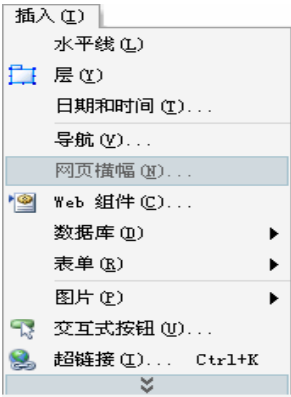 插入(I)
水平线(L)
层(Y)
日期和时间(T)...
导航(V)...
网页横幅(N)...
Web 组件(C)...
数据库(D)
表单(R)
图片(P)
交互式按钮(U)...
超链接(I)... Ctrl+K